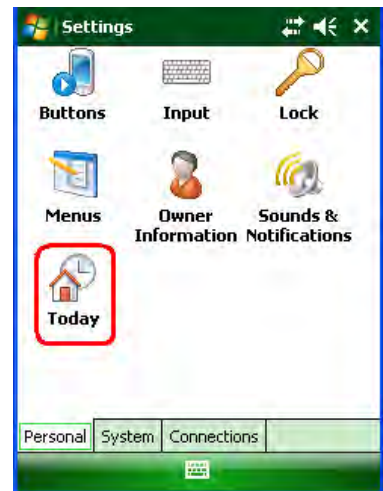 Settings
Buttons Input Lock
Menus Owner Information Sounds & Notifications
Today
Personal System Connections